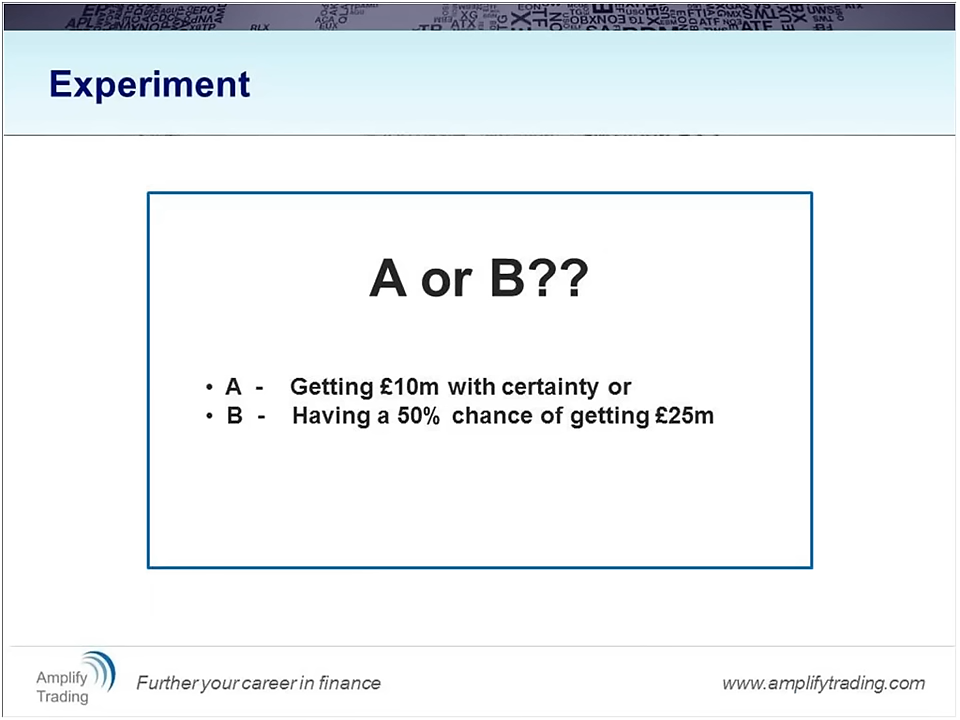 Experiment
A or B??
• A - Getting £10m with certainty or
• B - Having a 50% chance of getting £25m
Amplify
Trading
Further your career in finance
www.amplifytrading.com